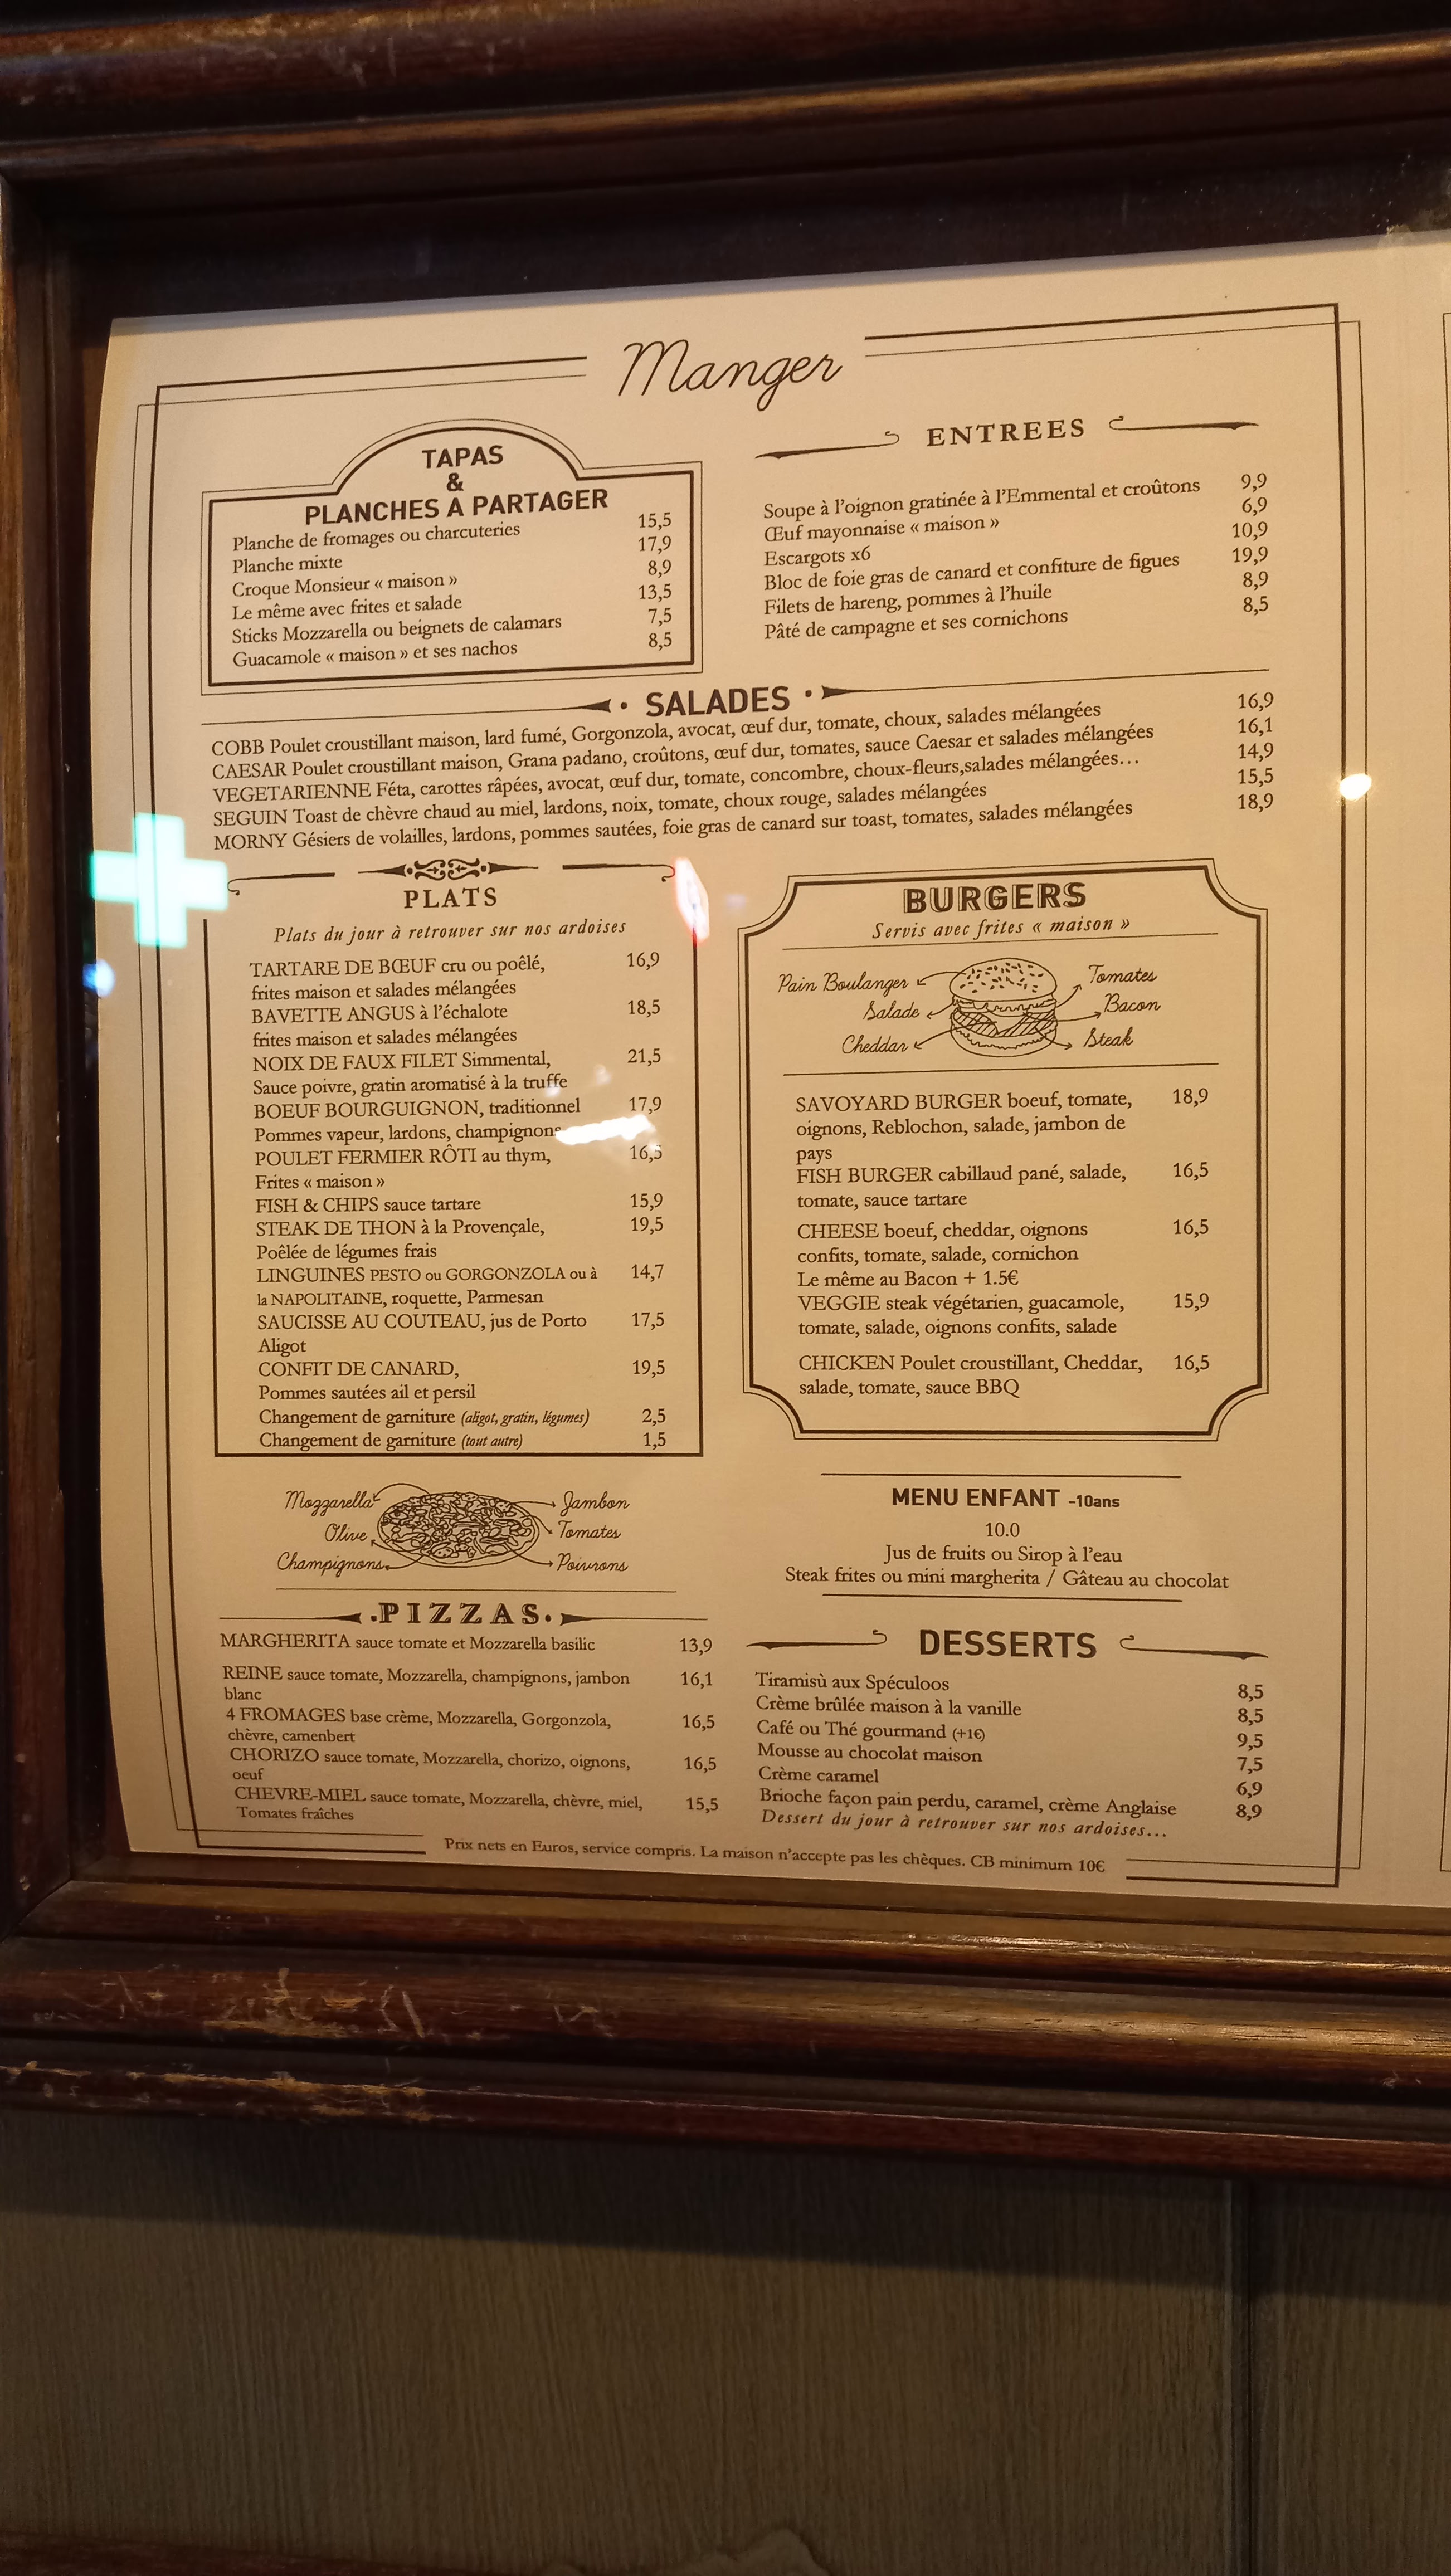 Manger
TAPAS
&
PLANCHES A PARTAGER
Planche de fromages ou charcuteries 15,5
Planche mixte 17,9
Croque Monsieur « maison » 8,9
Le même avec frites et salade 13,5
Sticks Mozzarella ou beignets de calamars 7,5
Guacamole « maison » et ses nachos 8,5
ENTREES
Soupe à l'oignon gratinée à l'Emmental et croûtons 9,9
Œuf mayonnaise « maison » 6,9
Escargots x6 10,9
Bloc de foie gras de canard et confiture de figues 19,9
Filets de hareng, pommes à l'huile 8,9
Pâté de campagne et ses cornichons 8,5
SALADES
COBB Poulet croustillant maison, lard fumé, Gorgonzola, avocat, œuf dur, tomate, choux, salades mélangées 16,9
CAESAR Poulet croustillant maison, Grana padano, croûtons, œuf dur, tomates, sauce Caesar et salades mélangées 16,1
VEGETARIENNE Féta, carottes râpées, avocat, œuf dur, tomate, concombre, choux-fleurs,salades mélangées... 14,9
SEGUIN Toast de chèvre chaud au miel, lardons, noix, tomate, choux rouge, salades mélangées 15,5
MORNY Gésiers de volailles, lardons, pommes sautées, foie gras de canard sur toast, tomates, salades mélangées 18,9
PLATS
Plats du jour à retrouver sur nos ardoises
TARTARE DE BŒUF cru ou poêlé, 16,9
frites maison et salades mélangées
BAVETTE ANGUS à l'échalote 18,5
frites maison et salades mélangées
NOIX DE FAUX FILET Simmental, 21,5
Sauce poivre, gratin aromatisé à la truffe
BOEUF BOURGUIGNON, traditionnel 17,9
Pommes vapeur, lardons, champignons
POULET FERMIER RÔTI au thym, 16,5
Frites « maison »
FISH & CHIPS sauce tartare 15,9
STEAK DE THON à la Provençale, 19,5
Poêlée de légumes frais
LINGUINES PESTO ou GORGONZOLA ou à 14,7
la NAPOLITAINE, roquette, Parmesan
SAUCISSE AU COUTEAU, jus de Porto 17,5
Aligot
CONFIT DE CANARD, 19,5
Pommes sautées ail et persil
Changement de garniture (aligot, gratin, légumes) 2,5
Changement de garniture (tout autre) 1,5
BURGERS
Servis avec frites « maison »
Pain Boulanger
Salade
Cheddar
Tomates
Bacon
Steak
SAVOYARD BURGER boeuf, tomate, 18,9
oignons, Reblochon, salade, jambon de
pays
FISH BURGER cabillaud pané, salade, 16,5
tomate, sauce tartare
CHEESE boeuf, cheddar, oignons 16,5
confits, tomate, salade, cornichon
Le même au Bacon + 1.5€
VEGGIE steak végétarien, guacamole, 15,9
tomate, salade, oignons confits, salade
CHICKEN Poulet croustillant, Cheddar, 16,5
salade, tomate, sauce BBQ
Mozzarella
Olive
Champignons
Jambon
Tomates
Poivrons
PIZZAS
MARGHERITA sauce tomate et Mozzarella basilic 13,9
REINE sauce tomate, Mozzarella, champignons, jambon 16,1
blanc
4 FROMAGES base crème, Mozzarella, Gorgonzola, 16,5
chèvre, camenbert
CHORIZO sauce tomate, Mozzarella, chorizo, oignons, 16,5
oeuf
CHEVRE-MIEL sauce tomate, Mozzarella, chèvre, miel, 15,5
Tomates fraîches
MENU ENFANT -10ans
10.0
Jus de fruits ou Sirop à l'eau
Steak frites ou mini margherita / Gâteau au chocolat
DESSERTS
Tiramisù aux Spéculoos 8,5
Crème brûlée maison à la vanille 8,5
Café ou Thé gourmand (+1€) 9,5
Mousse au chocolat maison 7,5
Crème caramel 6,9
Brioche façon pain perdu, caramel, crème Anglaise 8,9
Dessert du jour à retrouver sur nos ardoises...
Prix nets en Euros, service compris. La maison n'accepte pas les chèques. CB minimum 10€